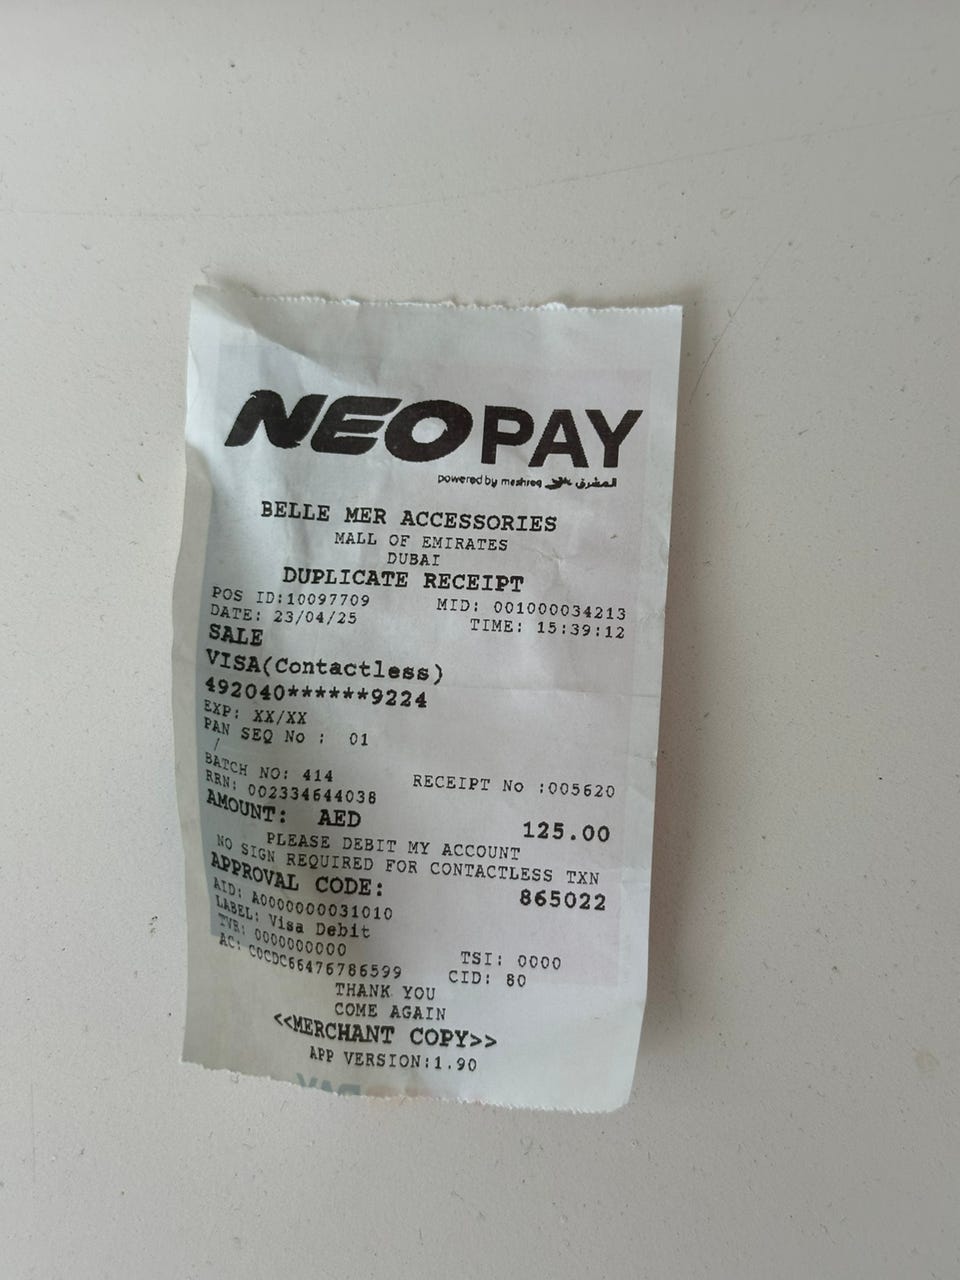 NEOPAY
powered by mashreq المشرق
BELLE MER ACCESSORIES
MALL OF EMIRATES
DUBAI
DUPLICATE RECEIPT
POS ID:10097709 MID: 001000034213
DATE: 23/04/25 TIME: 15:39:12
SALE
VISA(Contactless)
492040******9224
EXP: XX/XX
PAN SEQ No : 01
/
BATCH NO: 414 RECEIPT No :005620
RRN: 002334644038
AMOUNT: AED 125.00
PLEASE DEBIT MY ACCOUNT
NO SIGN REQUIRED FOR CONTACTLESS TXN
APPROVAL CODE: 865022
AID: A0000000031010
LABEL: Visa Debit
TVR: 0000000000 TSI: 0000
AC: C0CDC66476786599 CID: 80
THANK YOU
COME AGAIN
<<MERCHANT COPY>>
APP VERSION:1.90